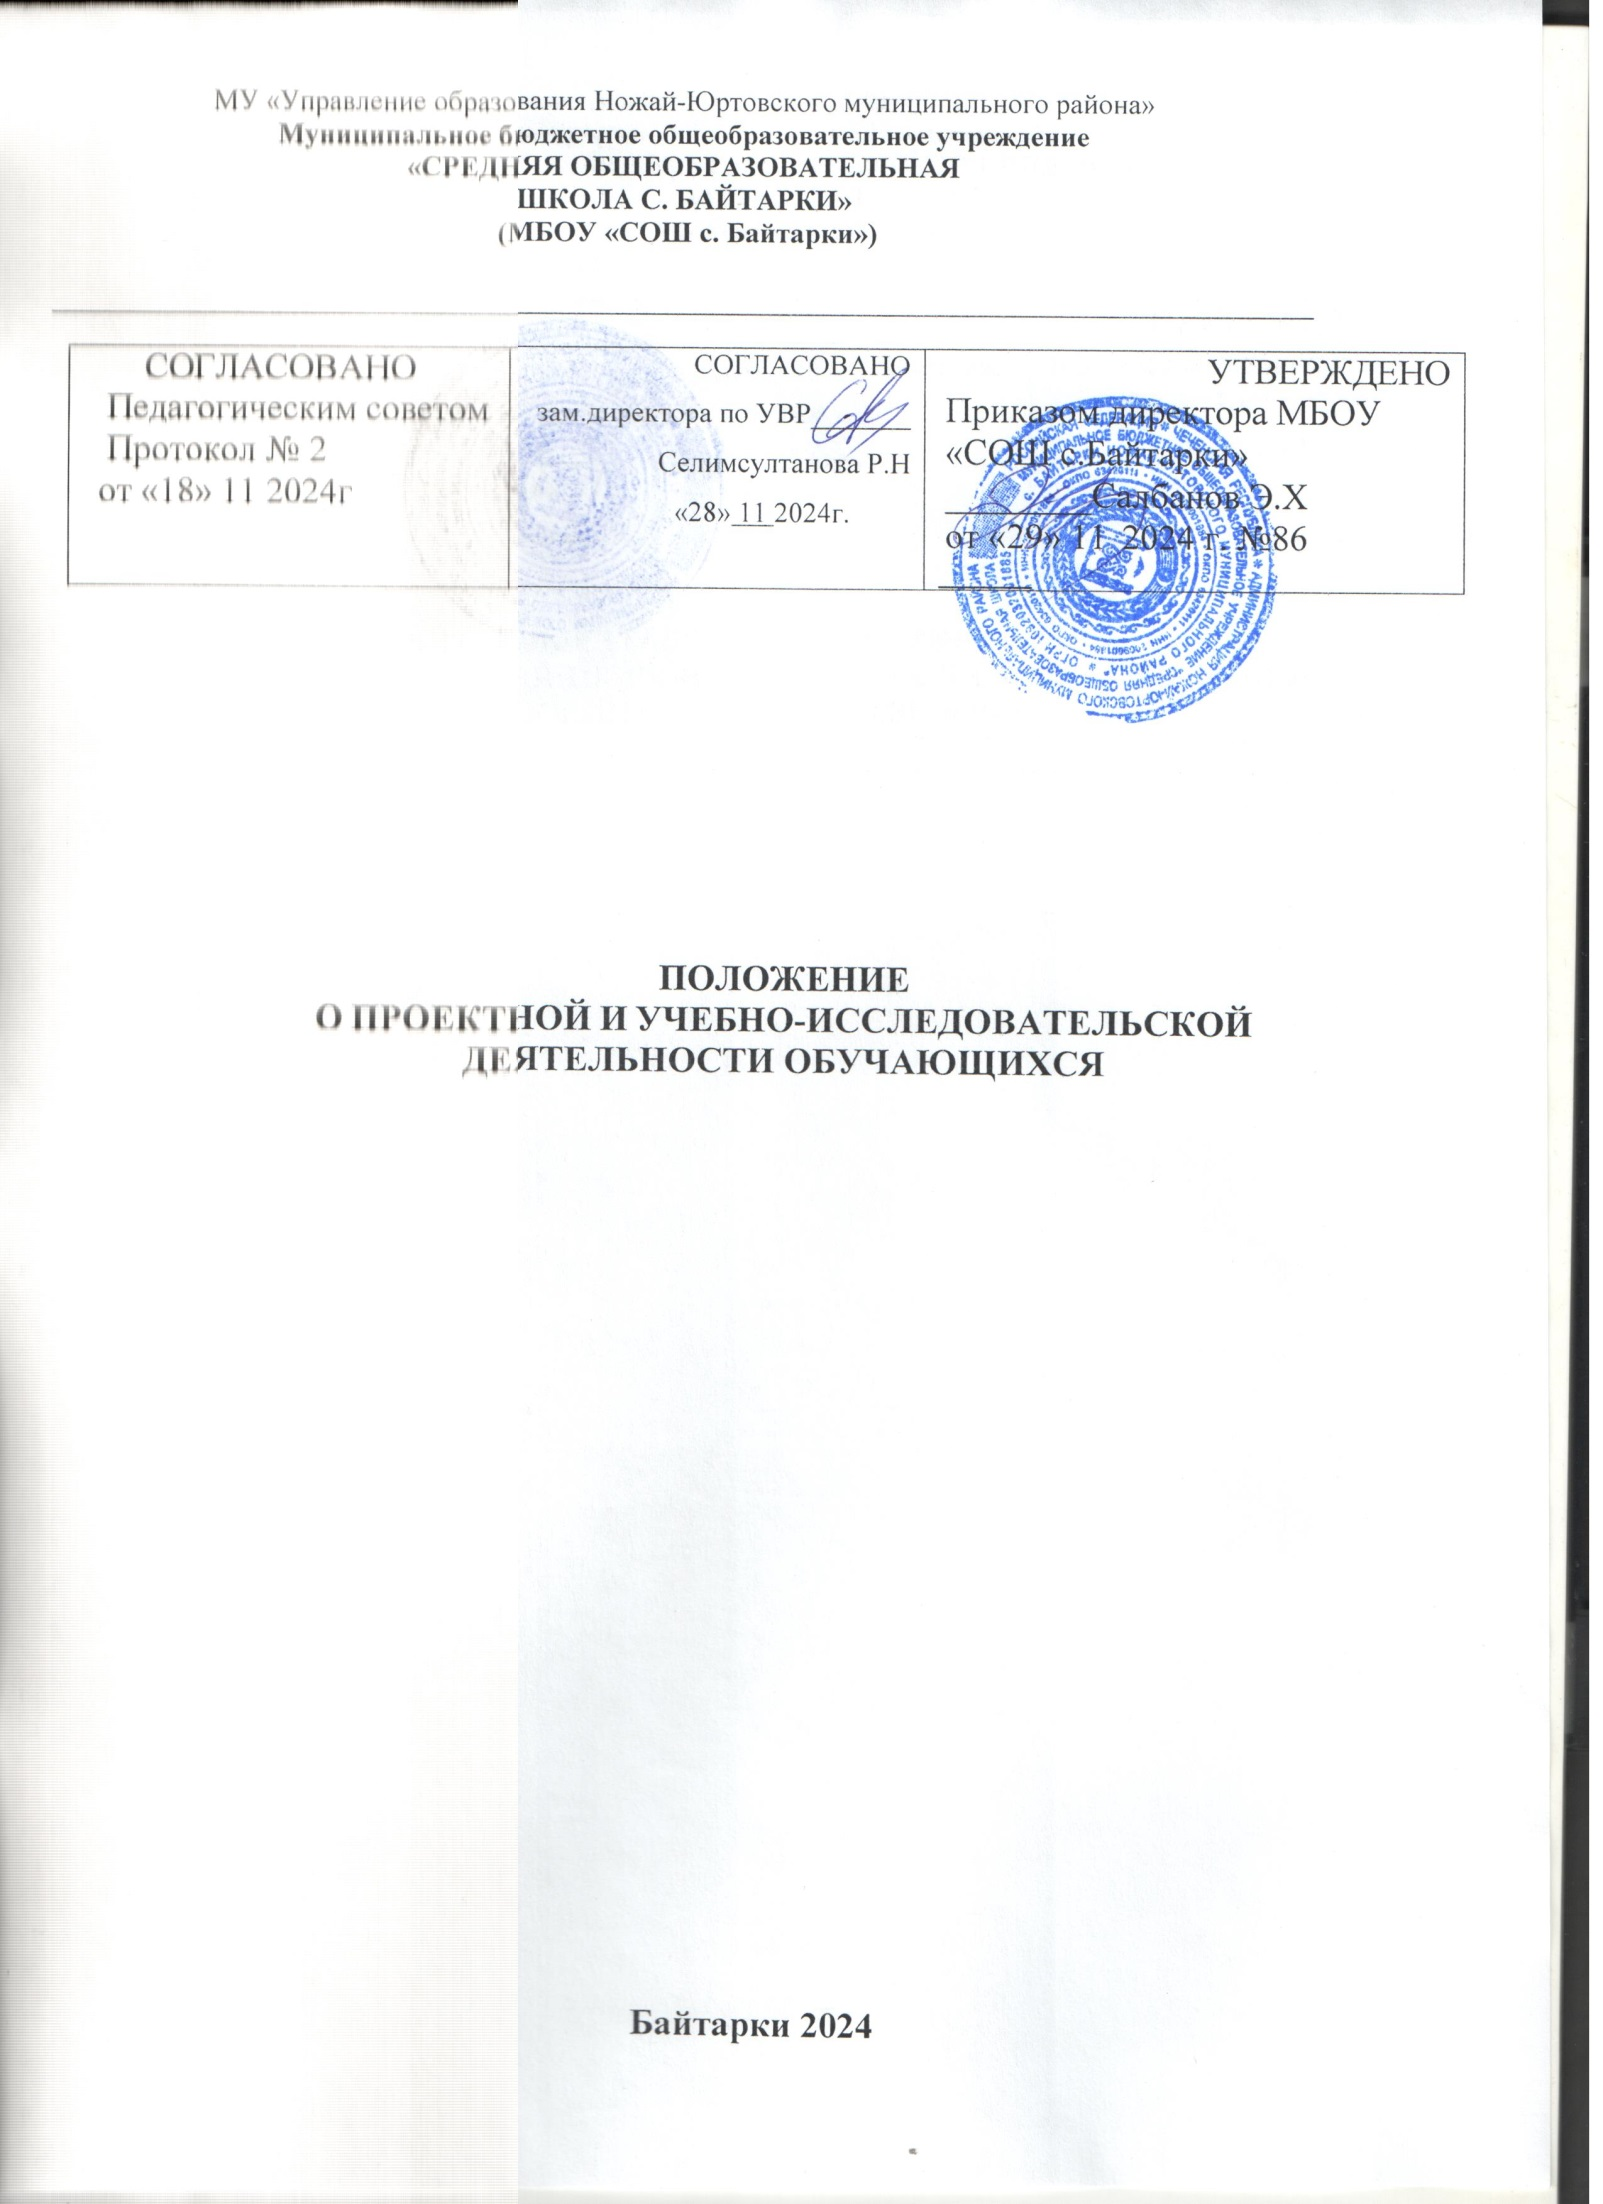 МУ «Управление образования Ножай-Юртовского муниципального района»
Муниципальное бюджетное общеобразовательное учреждение
«СРЕДНЯЯ ОБЩЕОБРАЗОВАТЕЛЬНАЯ
ШКОЛА С. БАЙТАРКИ»
(МБОУ «СОШ с. Байтарки»)
СОГЛАСОВАНО
Педагогическим советом
Протокол № 2
от «18» 11 2024г
СОГЛАСОВАНО
зам.директора по УВР
Селимсултанова Р.Н
«28» 11 2024г.
УТВЕРЖДЕНО
Приказом директора МБОУ
«СОШ с.Байтарки»
Салбанов Э.Х
от «29» 11 2024 г. №86
ПОЛОЖЕНИЕ
О ПРОЕКТНОЙ И УЧЕБНО-ИССЛЕДОВАТЕЛЬСКОЙ
ДЕЯТЕЛЬНОСТИ ОБУЧАЮЩИХСЯ
Байтарки 2024